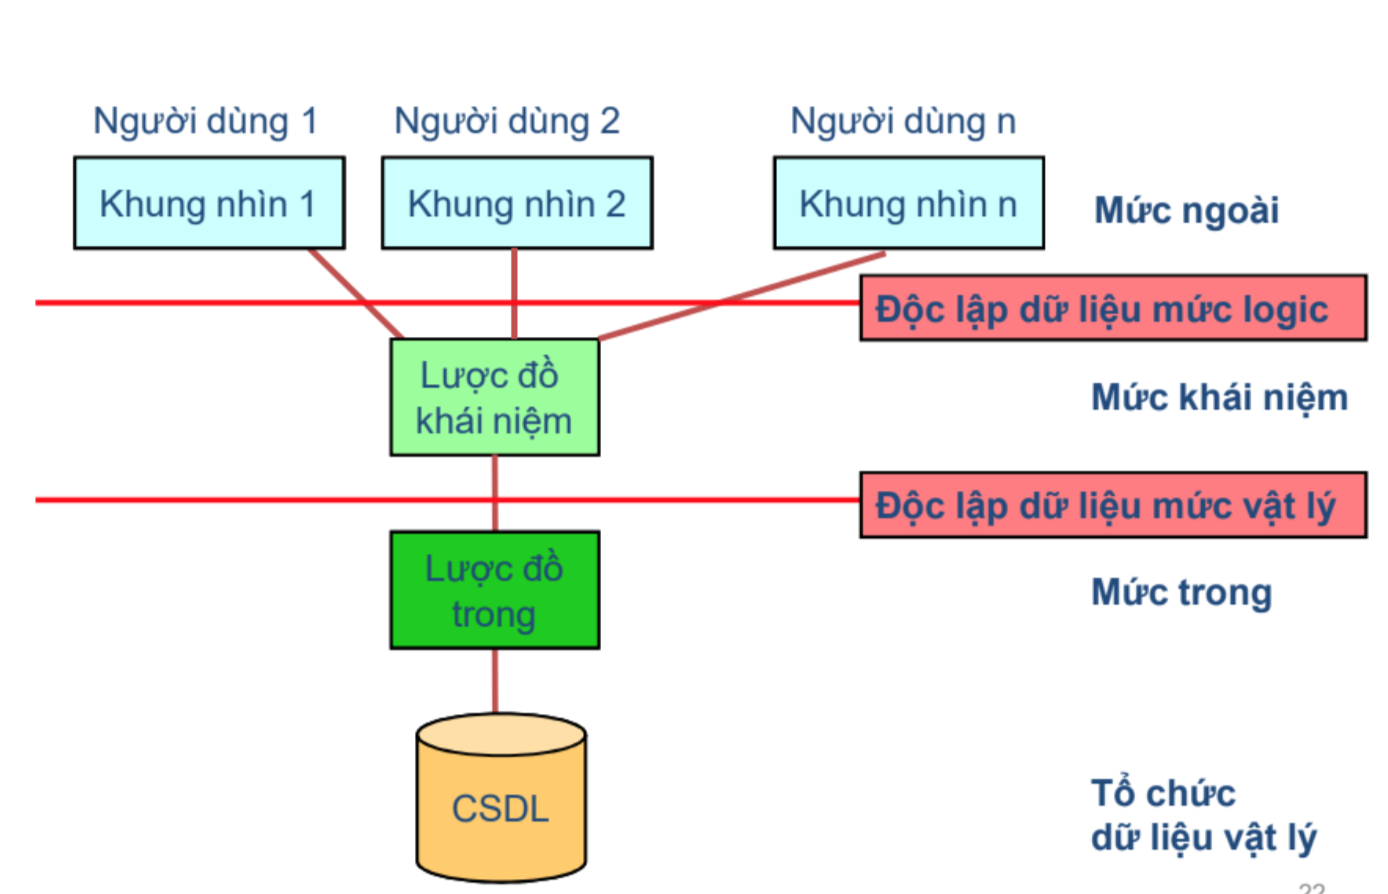 Người dùng 1
Người dùng 2
Người dùng n
Khung nhìn 1
Khung nhìn 2
Khung nhìn n
Mức ngoài
Độc lập dữ liệu mức logic
Lược đồ
khái niệm
Mức khái niệm
Độc lập dữ liệu mức vật lý
Lược đồ
trong
Mức trong
CSDL
Tổ chức
dữ liệu vật lý
22